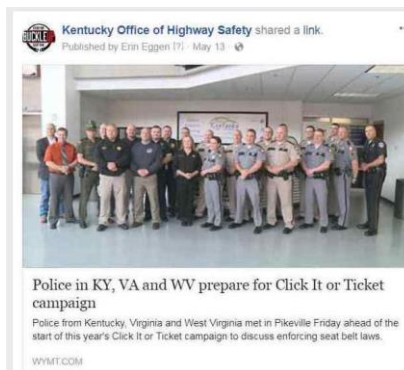 BUCKLE
Kentucky Office of Highway Safety shared a link.
Published by Erin Eggers [?] · May 13 ·
Police in KY, VA and WV prepare for Click It or Ticket
campaign
Police from Kentucky, Virginia and West Virginia met in Pikeville Friday ahead of the
start of this year's Click It or Ticket campaign to discuss enforcing seat belt laws.
WYMT.COM